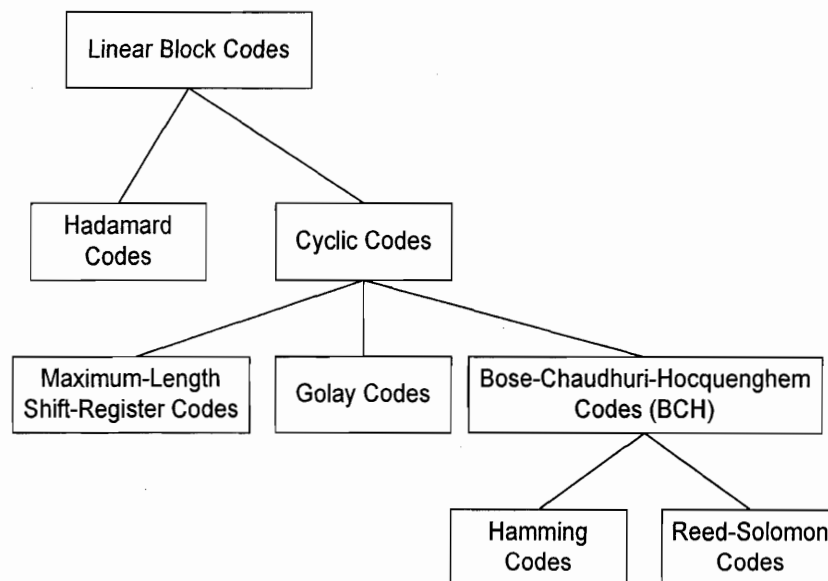 Linear Block Codes
Hadamard
Codes
Cyclic Codes
Maximum-Length
Shift-Register Codes
Golay Codes
Bose-Chaudhuri-Hocquenghem
Codes (BCH)
Hamming
Codes
Reed-Solomon
Codes